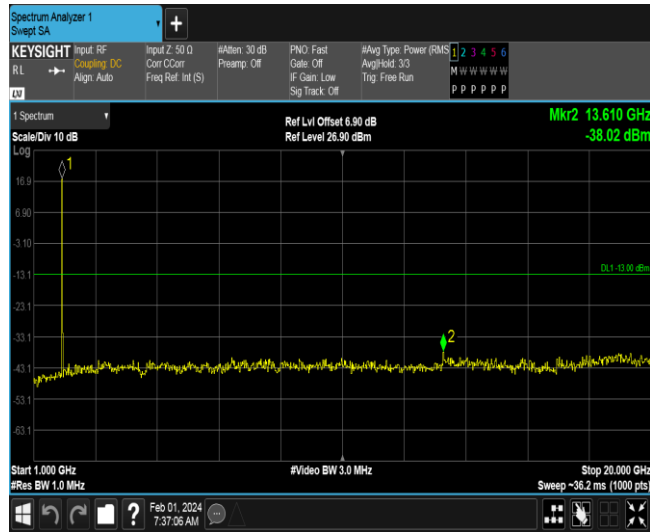 Spectrum Analyzer 1
Swept SA
+
KEYSIGHT Input: RF Input Z: 50 Ω #Atten: 30 dB PNO: Fast #Avg Type: Power (RMS 1 2 3 4 5 6
RL Coupling: DC Corr CCorr Preamp: Off Gate: Off Avg|Hold: 3/3 M W W W W W
Align: Auto Freq Ref: Int (S) IF Gain: Low Trig: Free Run
LXI Sig Track: Off P P P P P P
1 Spectrum Ref Lvl Offset 6.90 dB Mkr2 13.610 GHz
Scale/Div 10 dB Ref Level 26.90 dBm -38.02 dBm
Log
1
16.9
6.90
-3.10
-13.1 DL1 -13.00 dBm
-23.1
-33.1
2
-43.1
-53.1
-63.1
Start 1.000 GHz #Video BW 3.0 MHz Stop 20.000 GHz
#Res BW 1.0 MHz Sweep ~36.2 ms (1000 pts)
? Feb 01, 2024
7:37:06 AM